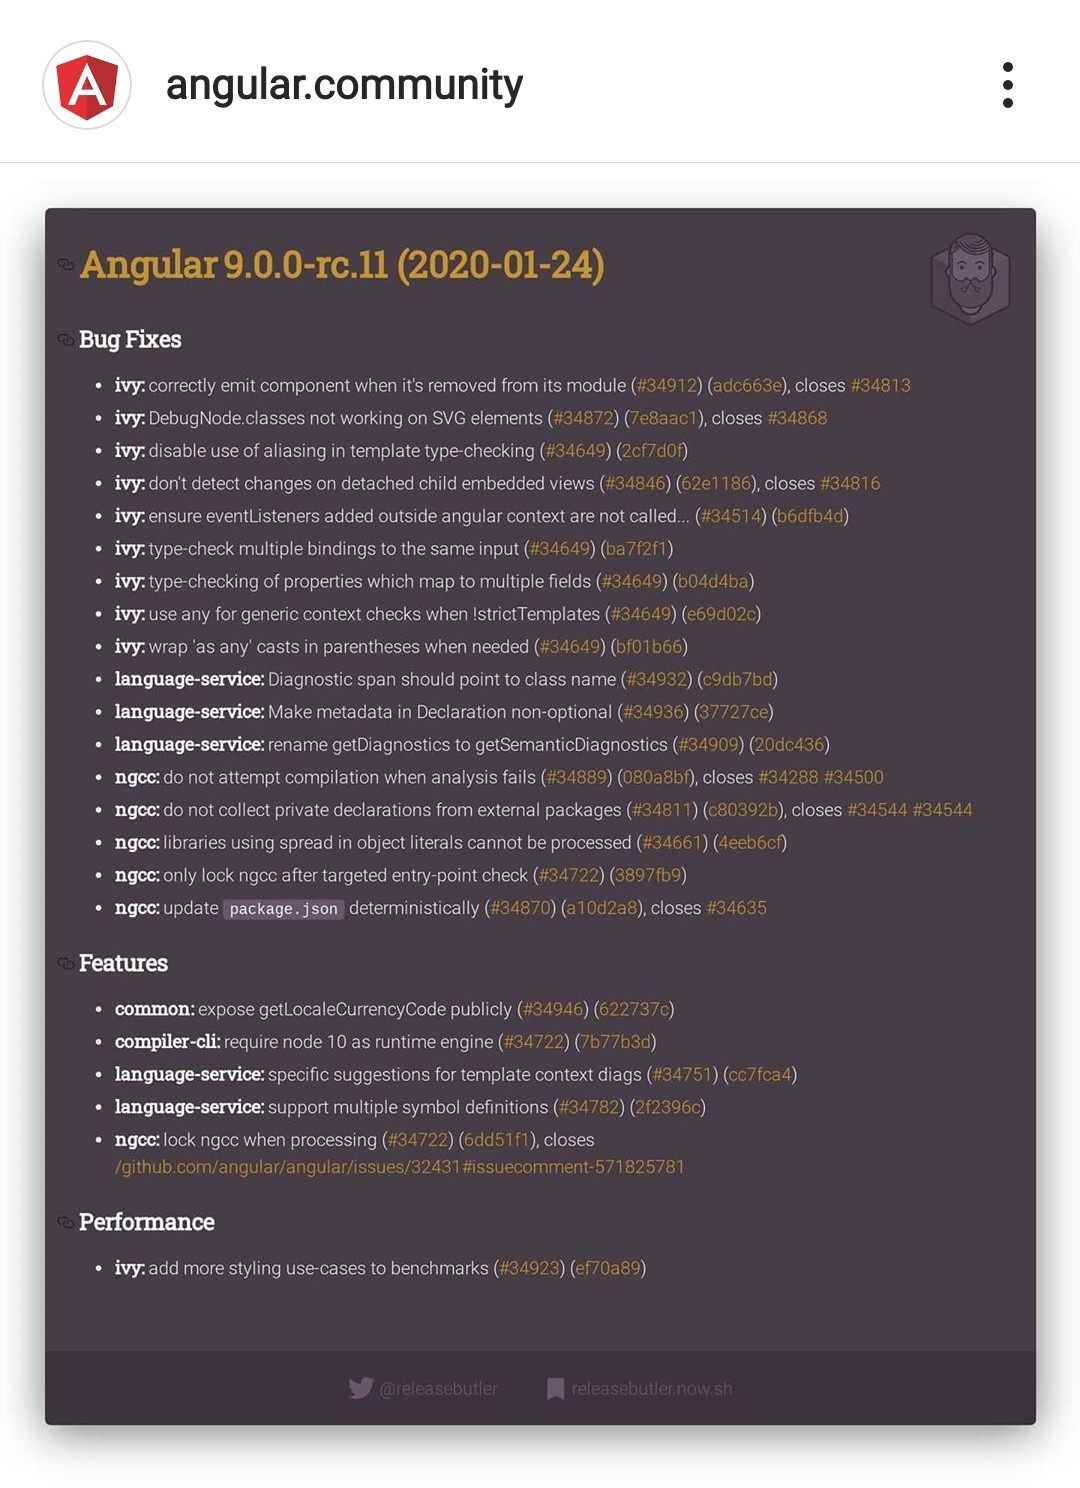 angular.community
Angular 9.0.0-rc.11 (2020-01-24)
Bug Fixes
• ivy: correctly emit component when it's removed from its module (#34912) (adc663e), closes #34813
• ivy: DebugNode.classes not working on SVG elements (#34872) (7e8aac1), closes #34868
• ivy: disable use of aliasing in template type-checking (#34649) (2cf7d0f)
• ivy: don't detect changes on detached child embedded views (#34846) (62e1186), closes #34816
• ivy: ensure eventListeners added outside angular context are not called... (#34514) (b6dfb4d)
• ivy: type-check multiple bindings to the same input (#34649) (ba7f2f1)
• ivy: type-checking of properties which map to multiple fields (#34649) (b04d4ba)
• ivy: use any for generic context checks when !strictTemplates (#34649) (e69d02c)
• ivy: wrap 'as any' casts in parentheses when needed (#34649) (bf01b66)
• language-service: Diagnostic span should point to class name (#34932) (c9db7bd)
• language-service: Make metadata in Declaration non-optional (#34936) (37727ce)
• language-service: rename getDiagnostics to getSemanticDiagnostics (#34909) (20dc436)
• ngcc: do not attempt compilation when analysis fails (#34889) (080a8bf), closes #34288 #34500
• ngcc: do not collect private declarations from external packages (#34811) (c80392b), closes #34544 #34544
• ngcc: libraries using spread in object literals cannot be processed (#34661) (4eeb6cf)
• ngcc: only lock ngcc after targeted entry-point check (#34722) (3897fb9)
• ngcc: update package.json deterministically (#34870) (a10d2a8), closes #34635
Features
• common: expose getLocaleCurrencyCode publicly (#34946) (622737c)
• compiler-cli: require node 10 as runtime engine (#34722) (7b77b3d)
• language-service: specific suggestions for template context diags (#34751) (cc7fca4)
• language-service: support multiple symbol definitions (#34782) (2f2396c)
• ngcc: lock ngcc when processing (#34722) (6dd51f1), closes
/github.com/angular/angular/issues/32431#issuecomment-571825781
Performance
• ivy: add more styling use-cases to benchmarks (#34923) (ef70a89)
@releasebutler releasebutler.now.sh